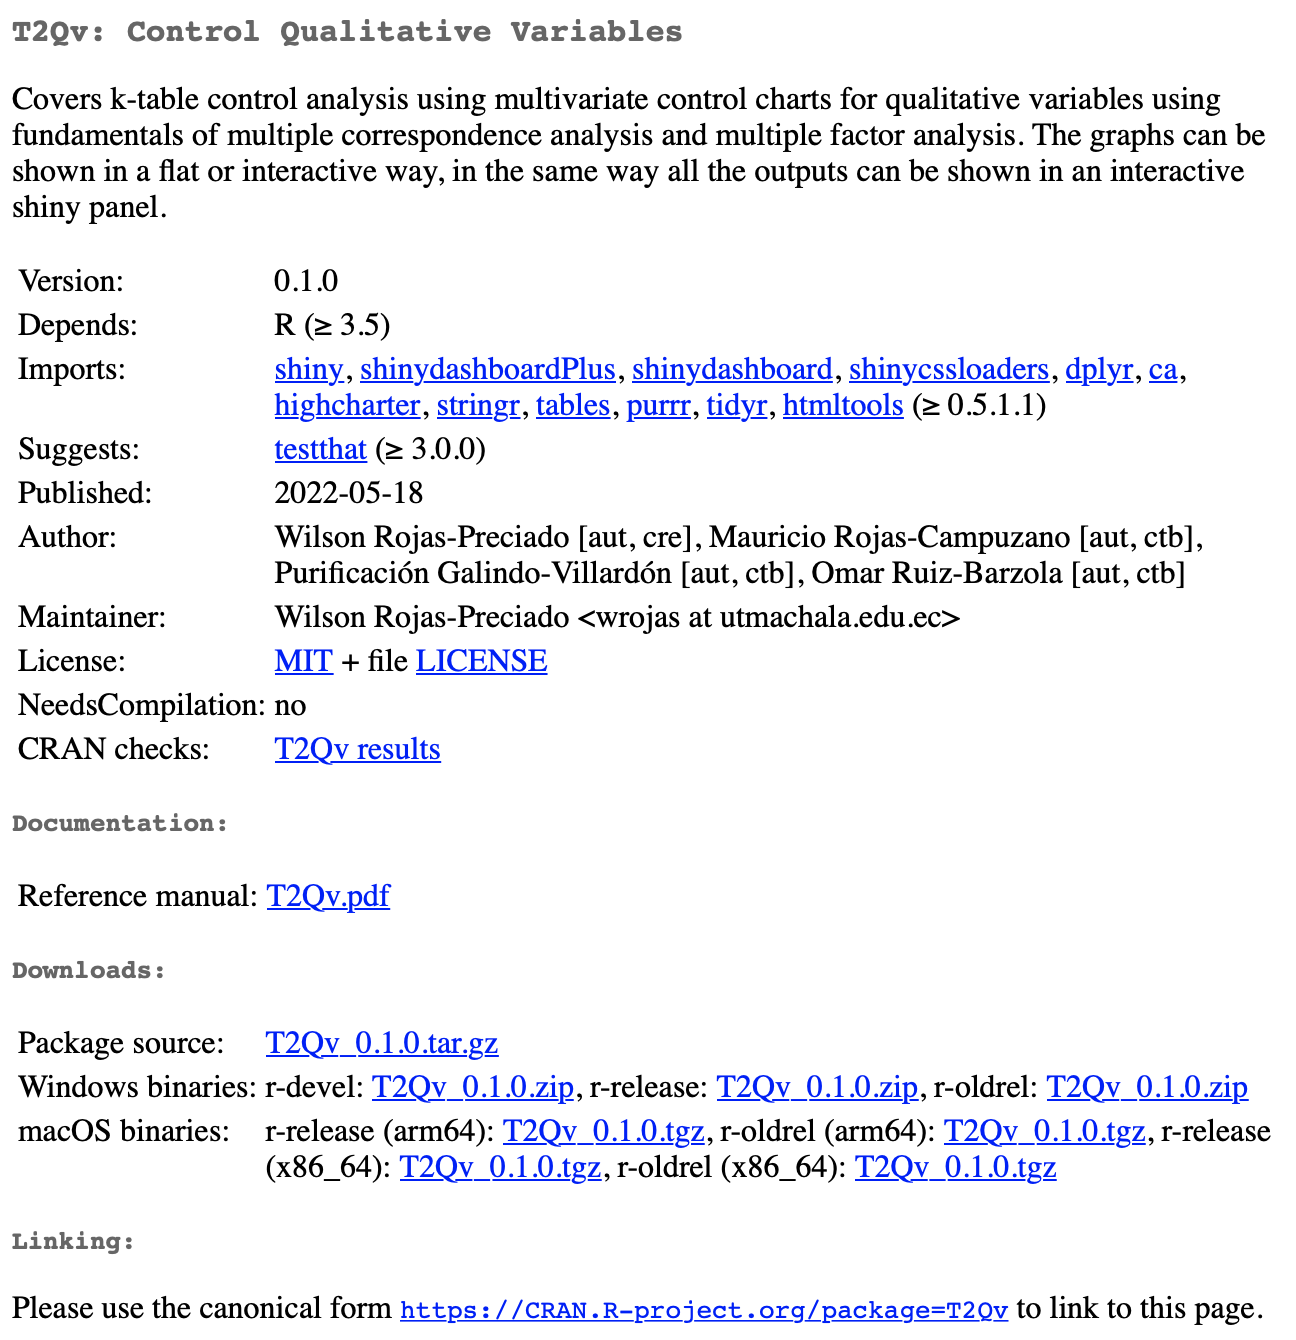 T2Qv: Control Qualitative Variables
Covers k-table control analysis using multivariate control charts for qualitative variables using
fundamentals of multiple correspondence analysis and multiple factor analysis. The graphs can be
shown in a flat or interactive way, in the same way all the outputs can be shown in an interactive
shiny panel.
Version: 0.1.0
Depends: R (≥ 3.5)
Imports: shiny, shinydashboardPlus, shinydashboard, shinycssloaders, dplyr, ca,
highcharter, stringr, tables, purrr, tidyr, htmltools (≥ 0.5.1.1)
Suggests: testthat (≥ 3.0.0)
Published: 2022-05-18
Author: Wilson Rojas-Preciado [aut, cre], Mauricio Rojas-Campuzano [aut, ctb],
Purificación Galindo-Villardón [aut, ctb], Omar Ruiz-Barzola [aut, ctb]
Maintainer: Wilson Rojas-Preciado <wrojas at utmachala.edu.ec>
License: MIT + file LICENSE
NeedsCompilation: no
CRAN checks: T2Qv results
Documentation:
Reference manual: T2Qv.pdf
Downloads:
Package source: T2Qv_0.1.0.tar.gz
Windows binaries: r-devel: T2Qv_0.1.0.zip, r-release: T2Qv_0.1.0.zip, r-oldrel: T2Qv_0.1.0.zip
macOS binaries: r-release (arm64): T2Qv_0.1.0.tgz, r-oldrel (arm64): T2Qv_0.1.0.tgz, r-release
(x86_64): T2Qv_0.1.0.tgz, r-oldrel (x86_64): T2Qv_0.1.0.tgz
Linking:
Please use the canonical form https://CRAN.R-project.org/package=T2Qv to link to this page.